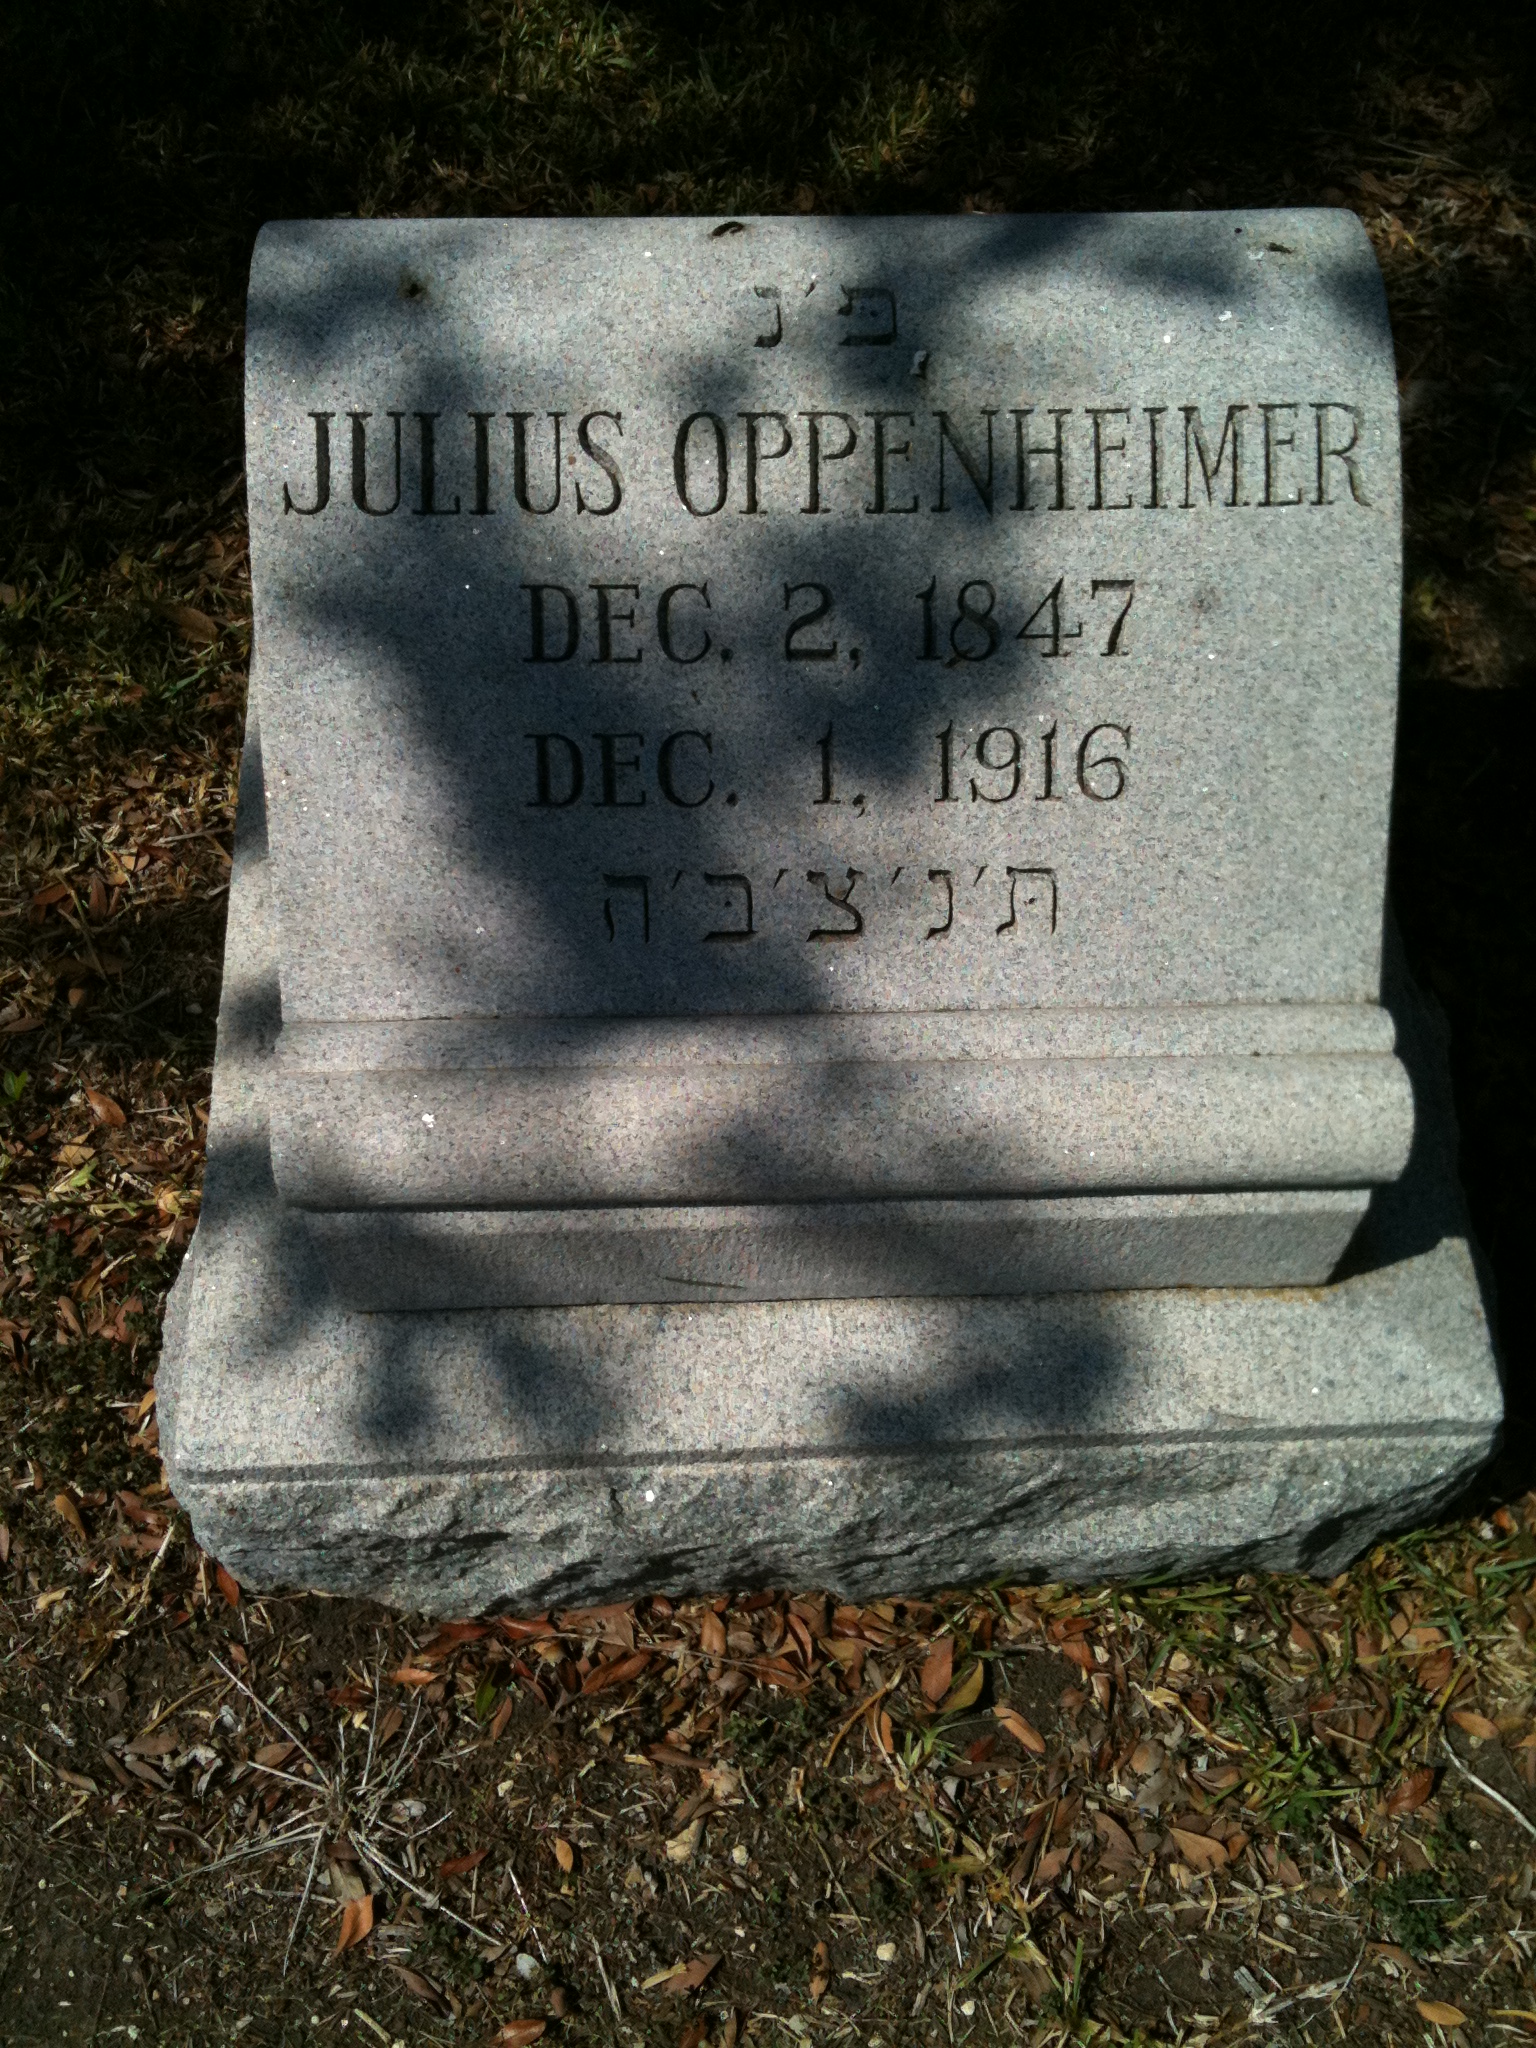 פּ׳נ
JULIUS OPPENHEIMER
DEC. 2, 1847
DEC. 1, 1916
תּ׳נ׳צ׳בּ׳ה